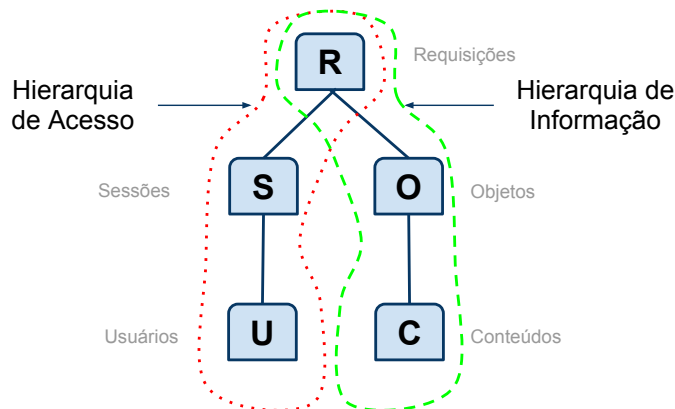 R
Requisições
Hierarquia
de Acesso
Hierarquia de
Informação
Sessões
S
O
Objetos
Usuários
U
C
Conteúdos